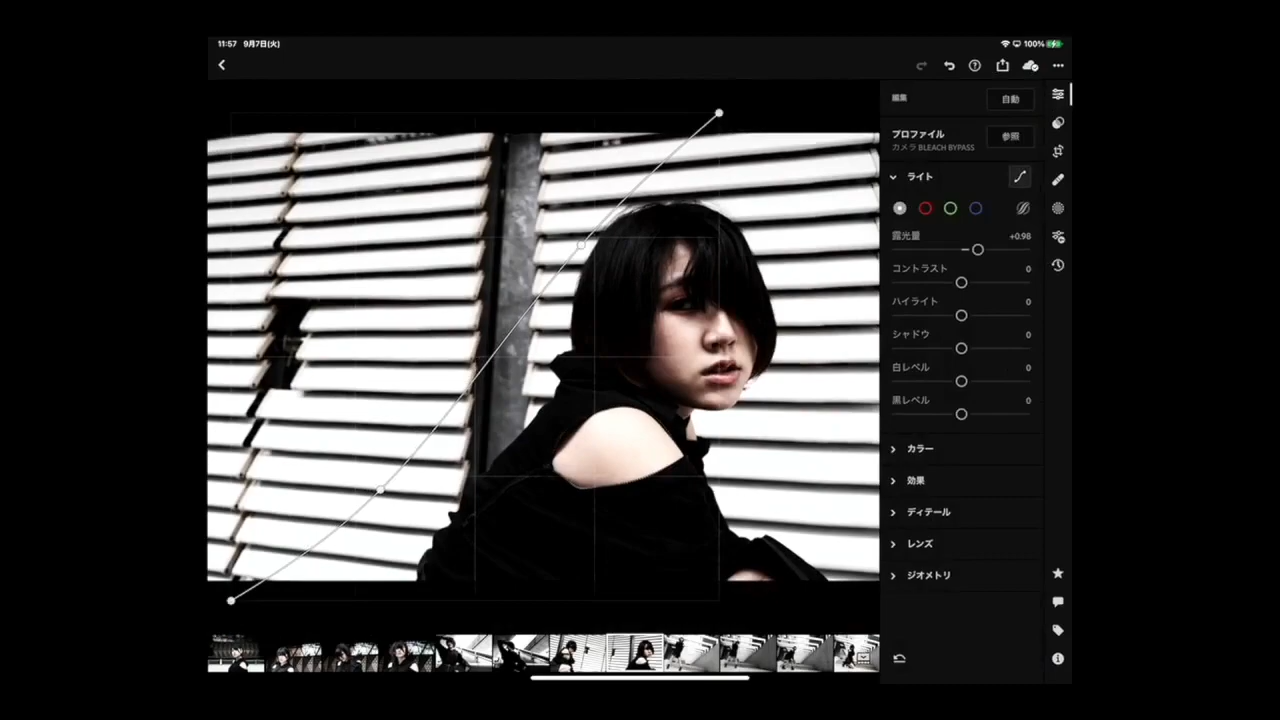 11:57 9月7日(火)
100%
編集
自動
プロファイル
参照
カメラ BLEACH BYPASS
ライト
露光量 +0.98
コントラスト 0
ハイライト 0
シャドウ 0
白レベル 0
黒レベル 0
カラー
効果
ディテール
レンズ
ジオメトリ